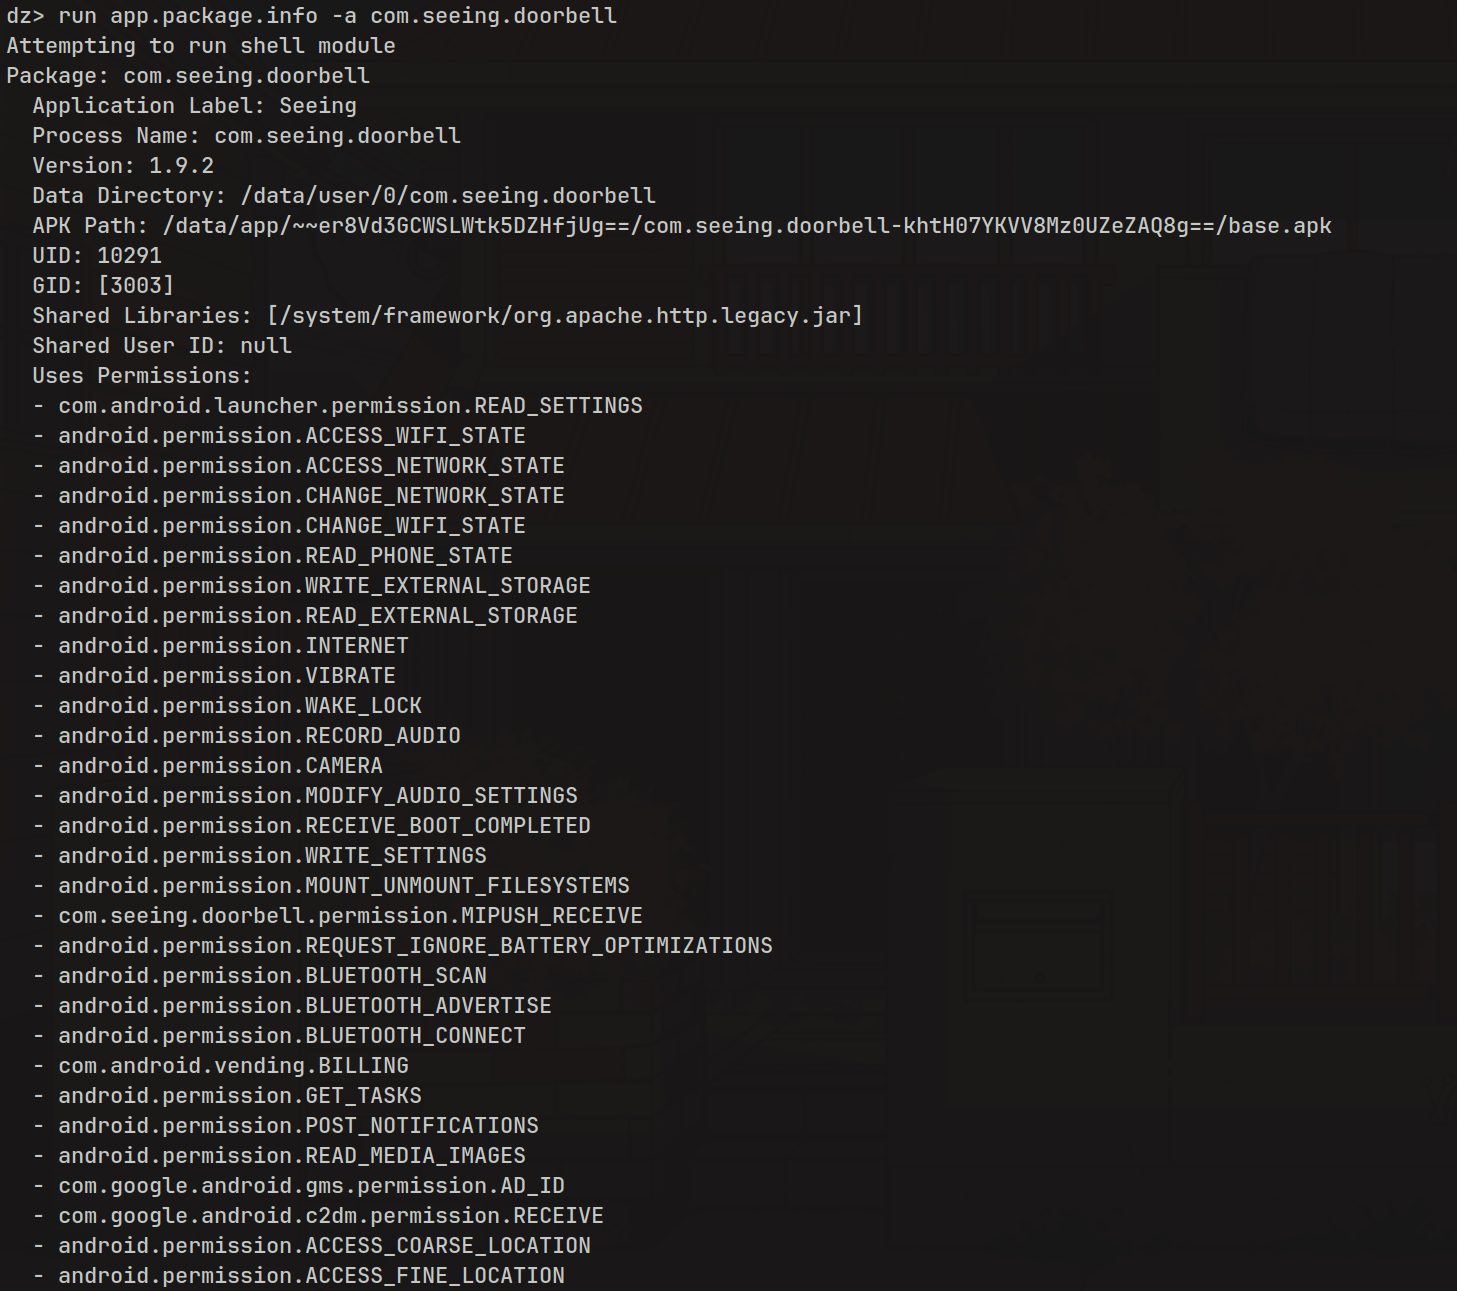 dz> run app.package.info -a com.seeing.doorbell
Attempting to run shell module
Package: com.seeing.doorbell
  Application Label: Seeing
  Process Name: com.seeing.doorbell
  Version: 1.9.2
  Data Directory: /data/user/0/com.seeing.doorbell
  APK Path: /data/app/~~er8Vd3GCWSLWtk5DZHfjUg==/com.seeing.doorbell-khtH07YKVV8Mz0UZeZAQ8g==/base.apk
  UID: 10291
  GID: [3003]
  Shared Libraries: [/system/framework/org.apache.http.legacy.jar]
  Shared User ID: null
  Uses Permissions:
  - com.android.launcher.permission.READ_SETTINGS
  - android.permission.ACCESS_WIFI_STATE
  - android.permission.ACCESS_NETWORK_STATE
  - android.permission.CHANGE_NETWORK_STATE
  - android.permission.CHANGE_WIFI_STATE
  - android.permission.READ_PHONE_STATE
  - android.permission.WRITE_EXTERNAL_STORAGE
  - android.permission.READ_EXTERNAL_STORAGE
  - android.permission.INTERNET
  - android.permission.VIBRATE
  - android.permission.WAKE_LOCK
  - android.permission.RECORD_AUDIO
  - android.permission.CAMERA
  - android.permission.MODIFY_AUDIO_SETTINGS
  - android.permission.RECEIVE_BOOT_COMPLETED
  - android.permission.WRITE_SETTINGS
  - android.permission.MOUNT_UNMOUNT_FILESYSTEMS
  - com.seeing.doorbell.permission.MIPUSH_RECEIVE
  - android.permission.REQUEST_IGNORE_BATTERY_OPTIMIZATIONS
  - android.permission.BLUETOOTH_SCAN
  - android.permission.BLUETOOTH_ADVERTISE
  - android.permission.BLUETOOTH_CONNECT
  - com.android.vending.BILLING
  - android.permission.GET_TASKS
  - android.permission.POST_NOTIFICATIONS
  - android.permission.READ_MEDIA_IMAGES
  - com.google.android.gms.permission.AD_ID
  - com.google.android.c2dm.permission.RECEIVE
  - android.permission.ACCESS_COARSE_LOCATION
  - android.permission.ACCESS_FINE_LOCATION